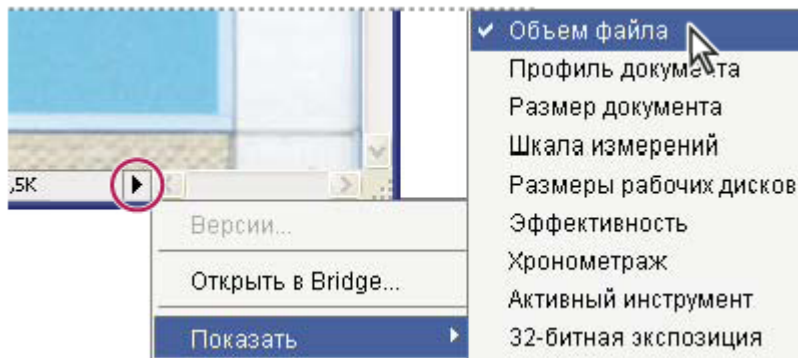 ,5K
Версии...
Открыть в Bridge...
Показать
Объем файла
Профиль документа
Размер документа
Шкала измерений
Размеры рабочих дисков
Эффективность
Хронометраж
Активный инструмент
32-битная экспозиция